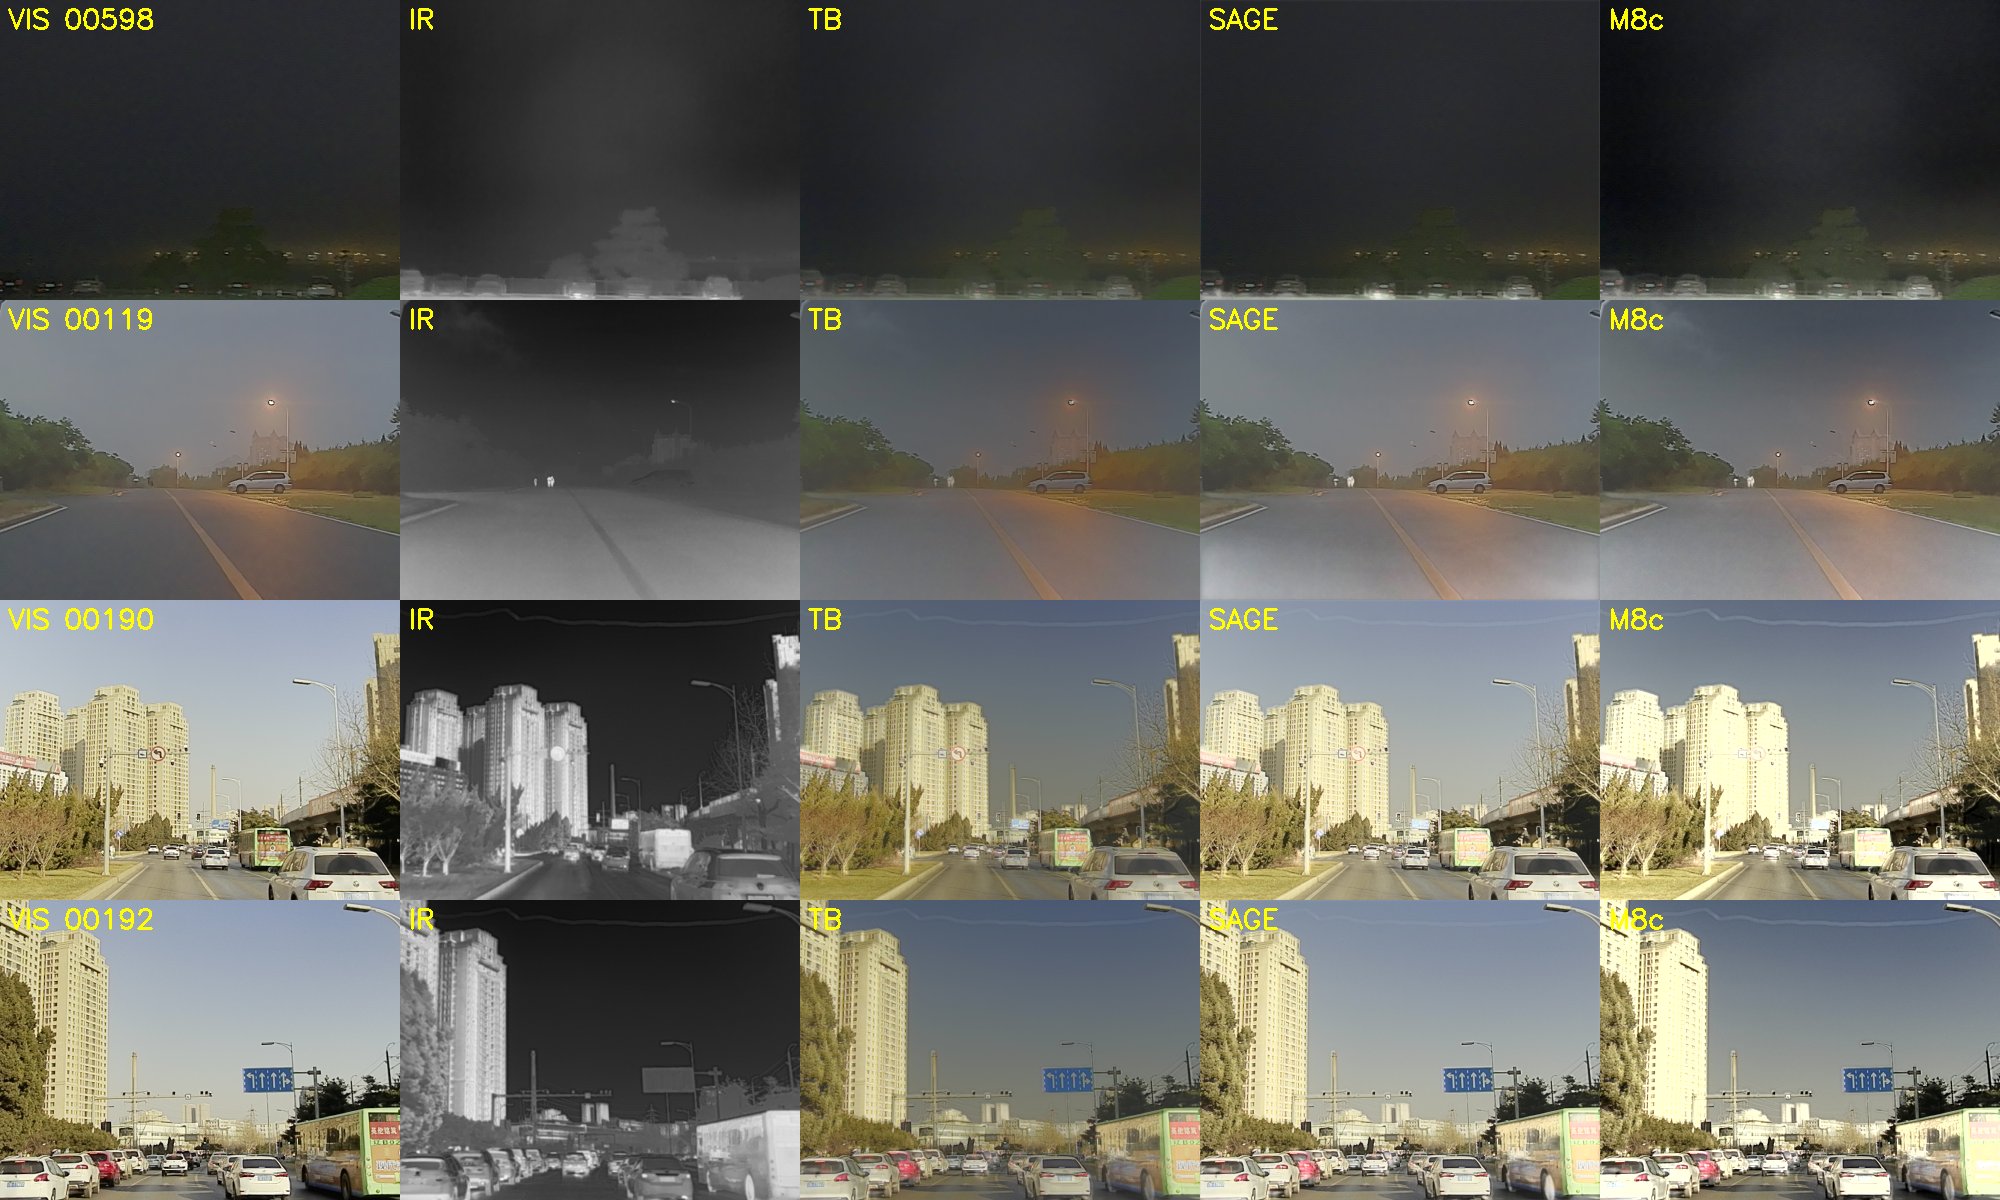 VIS 00598 IR TB SAGE M8c
VIS 00119 IR TB SAGE M8c
VIS 00190 IR TB SAGE M8c
VIS 00192 IR TB SAGE M8c